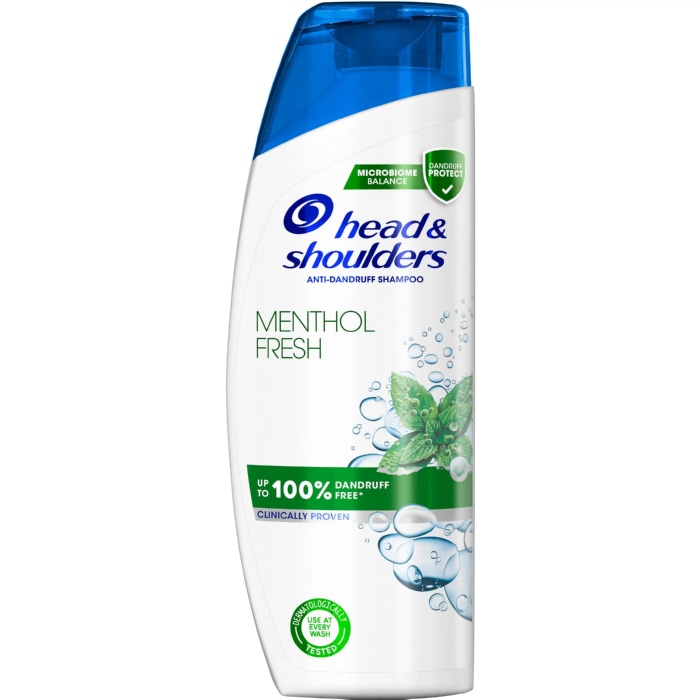 MICROBIOME
BALANCE
DANDRUFF
PROTECT
head &
shoulders
ANTI-DANDRUFF SHAMPOO
MENTHOL
FRESH
UP
TO
100%
DANDRUFF
FREE*
CLINICALLY PROVEN
DERMATOLOGICALLY
USE AT
EVERY
WASH
TESTED